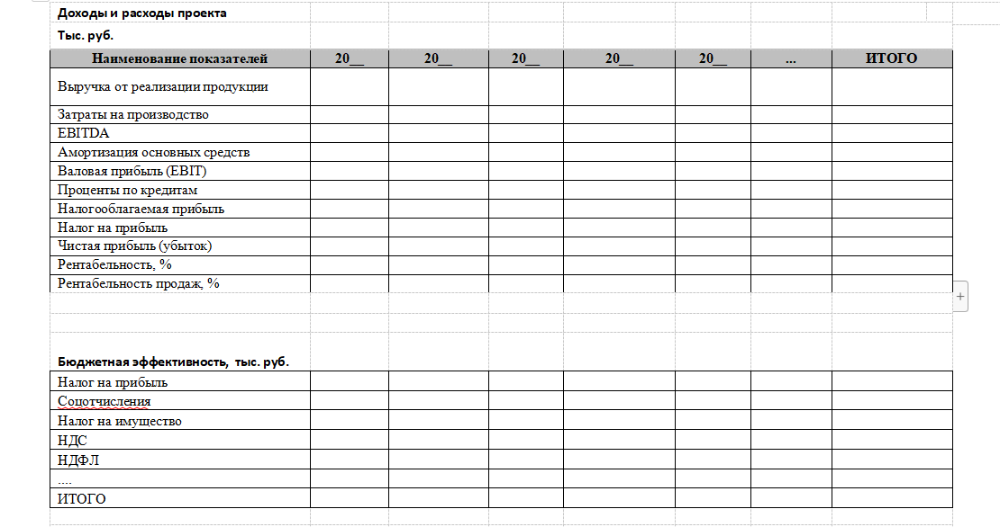 Доходы и расходы проекта
Тыс. руб.
Наименование показателей 20__ 20__ 20__ 20__ 20__ ... ИТОГО
Выручка от реализации продукции
Затраты на производство
EBITDA
Амортизация основных средств
Валовая прибыль (EBIT)
Проценты по кредитам
Налогооблагаемая прибыль
Налог на прибыль
Чистая прибыль (убыток)
Рентабельность, %
Рентабельность продаж, %
+
Бюджетная эффективность, тыс. руб.
Налог на прибыль
Соцотчисления
Налог на имущество
НДС
НДФЛ
....
ИТОГО